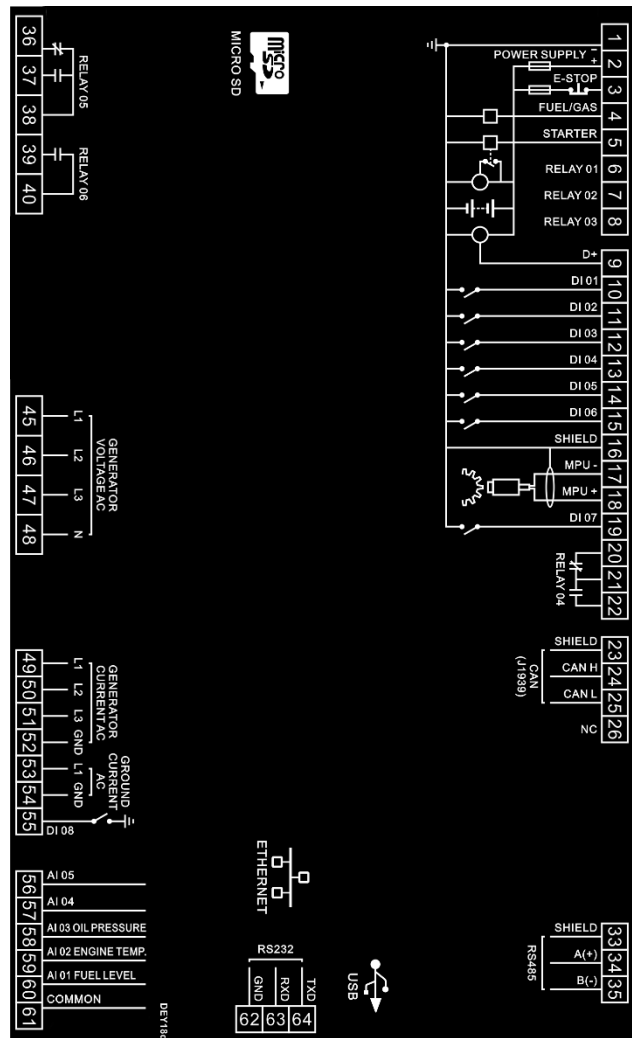 36
37
38
39
40
RELAY 05
RELAY 06
MICRO SD
micro
SD
1
2
3
4
5
6
7
8
-
POWER SUPPLY +
E-STOP
FUEL/GAS
STARTER
RELAY 01
RELAY 02
RELAY 03
9
10
11
12
13
14
15
16
17
18
19
20
21
22
D+
DI 01
DI 02
DI 03
DI 04
DI 05
DI 06
SHIELD
MPU -
MPU +
DI 07
RELAY 04
45
46
47
48
L1
L2
L3
N
GENERATOR
VOLTAGE AC
23
24
25
26
SHIELD
CAN H
CAN L
NC
CAN
(J1939)
49
50
51
52
53
54
55
L1
L2
L3
GND
L1
GND
DI 08
GENERATOR
CURRENT AC
GROUND
CURRENT
AC
56
57
58
59
60
61
AI 05
AI 04
AI 03 OIL PRESSURE
AI 02 ENGINE TEMP.
AI 01 FUEL LEVEL
COMMON
DEY18c
ETHERNET
RS232
GND
RXD
TXD
62 63 64
USB
33
34
35
SHIELD
A(+)
B(-)
RS485